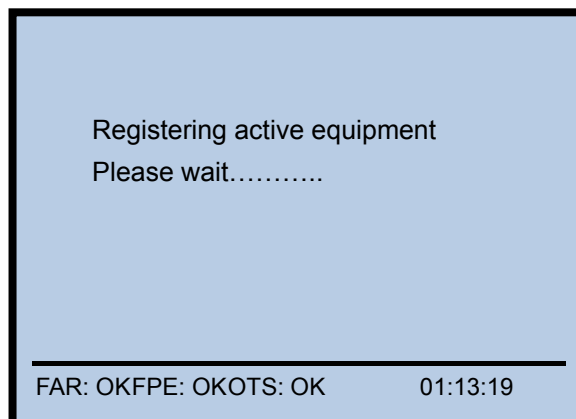 Registering active equipment
Please wait………..
FAR: OKFPE: OKOTS: OK 01:13:19